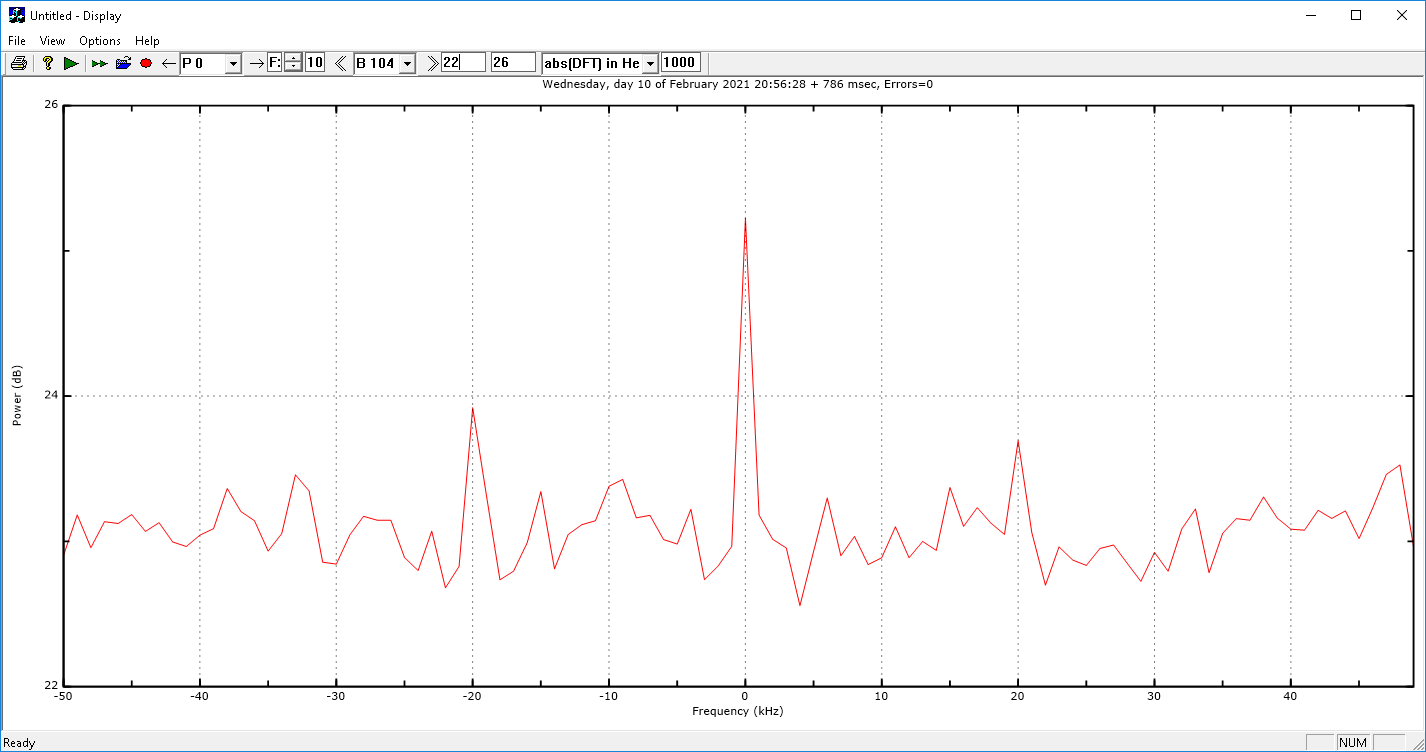 Untitled - Display
File View Options Help
P 0 F: 10 B 104 22 26 abs(DFT) in He 1000
Wednesday, day 10 of February 2021 20:56:28 + 786 msec, Errors=0
26
24
22
Power (dB)
-50 -40 -30 -20 -10 0 10 20 30 40
Frequency (kHz)
Ready NUM